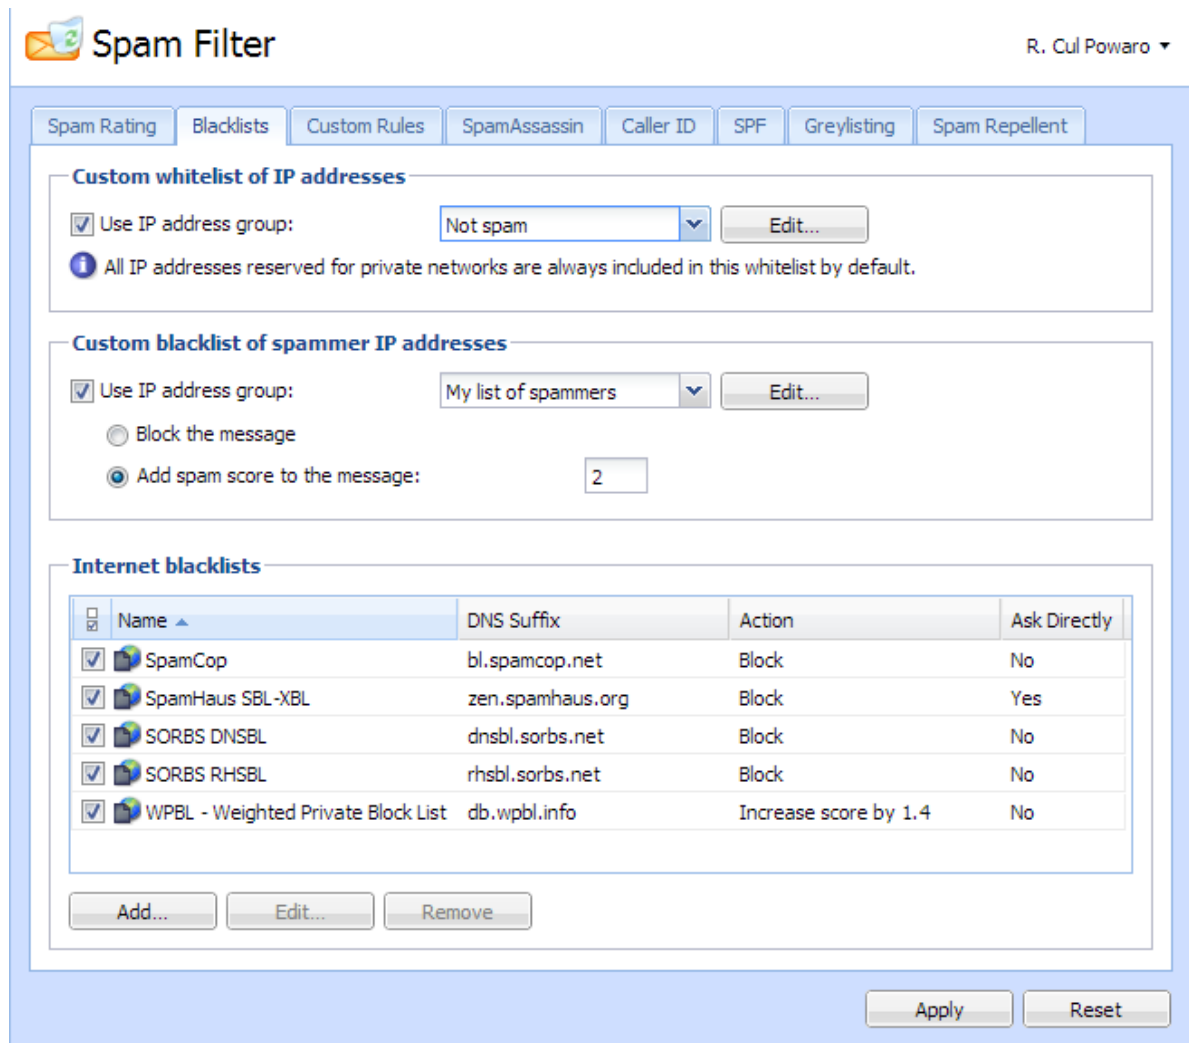 Spam Filter
R. Cul Powaro
Spam Rating Blacklists Custom Rules SpamAssassin Caller ID SPF Greylisting Spam Repellent
Custom whitelist of IP addresses
Use IP address group: Not spam Edit...
All IP addresses reserved for private networks are always included in this whitelist by default.
Custom blacklist of spammer IP addresses
Use IP address group: My list of spammers Edit...
Block the message
Add spam score to the message: 2
Internet blacklists
Name DNS Suffix Action Ask Directly
SpamCop bl.spamcop.net Block No
SpamHaus SBL-XBL zen.spamhaus.org Block Yes
SORBS DNSBL dnsbl.sorbs.net Block No
SORBS RHSBL rhsbl.sorbs.net Block No
WPBL - Weighted Private Block List db.wpbl.info Increase score by 1.4 No
Add... Edit... Remove
Apply Reset